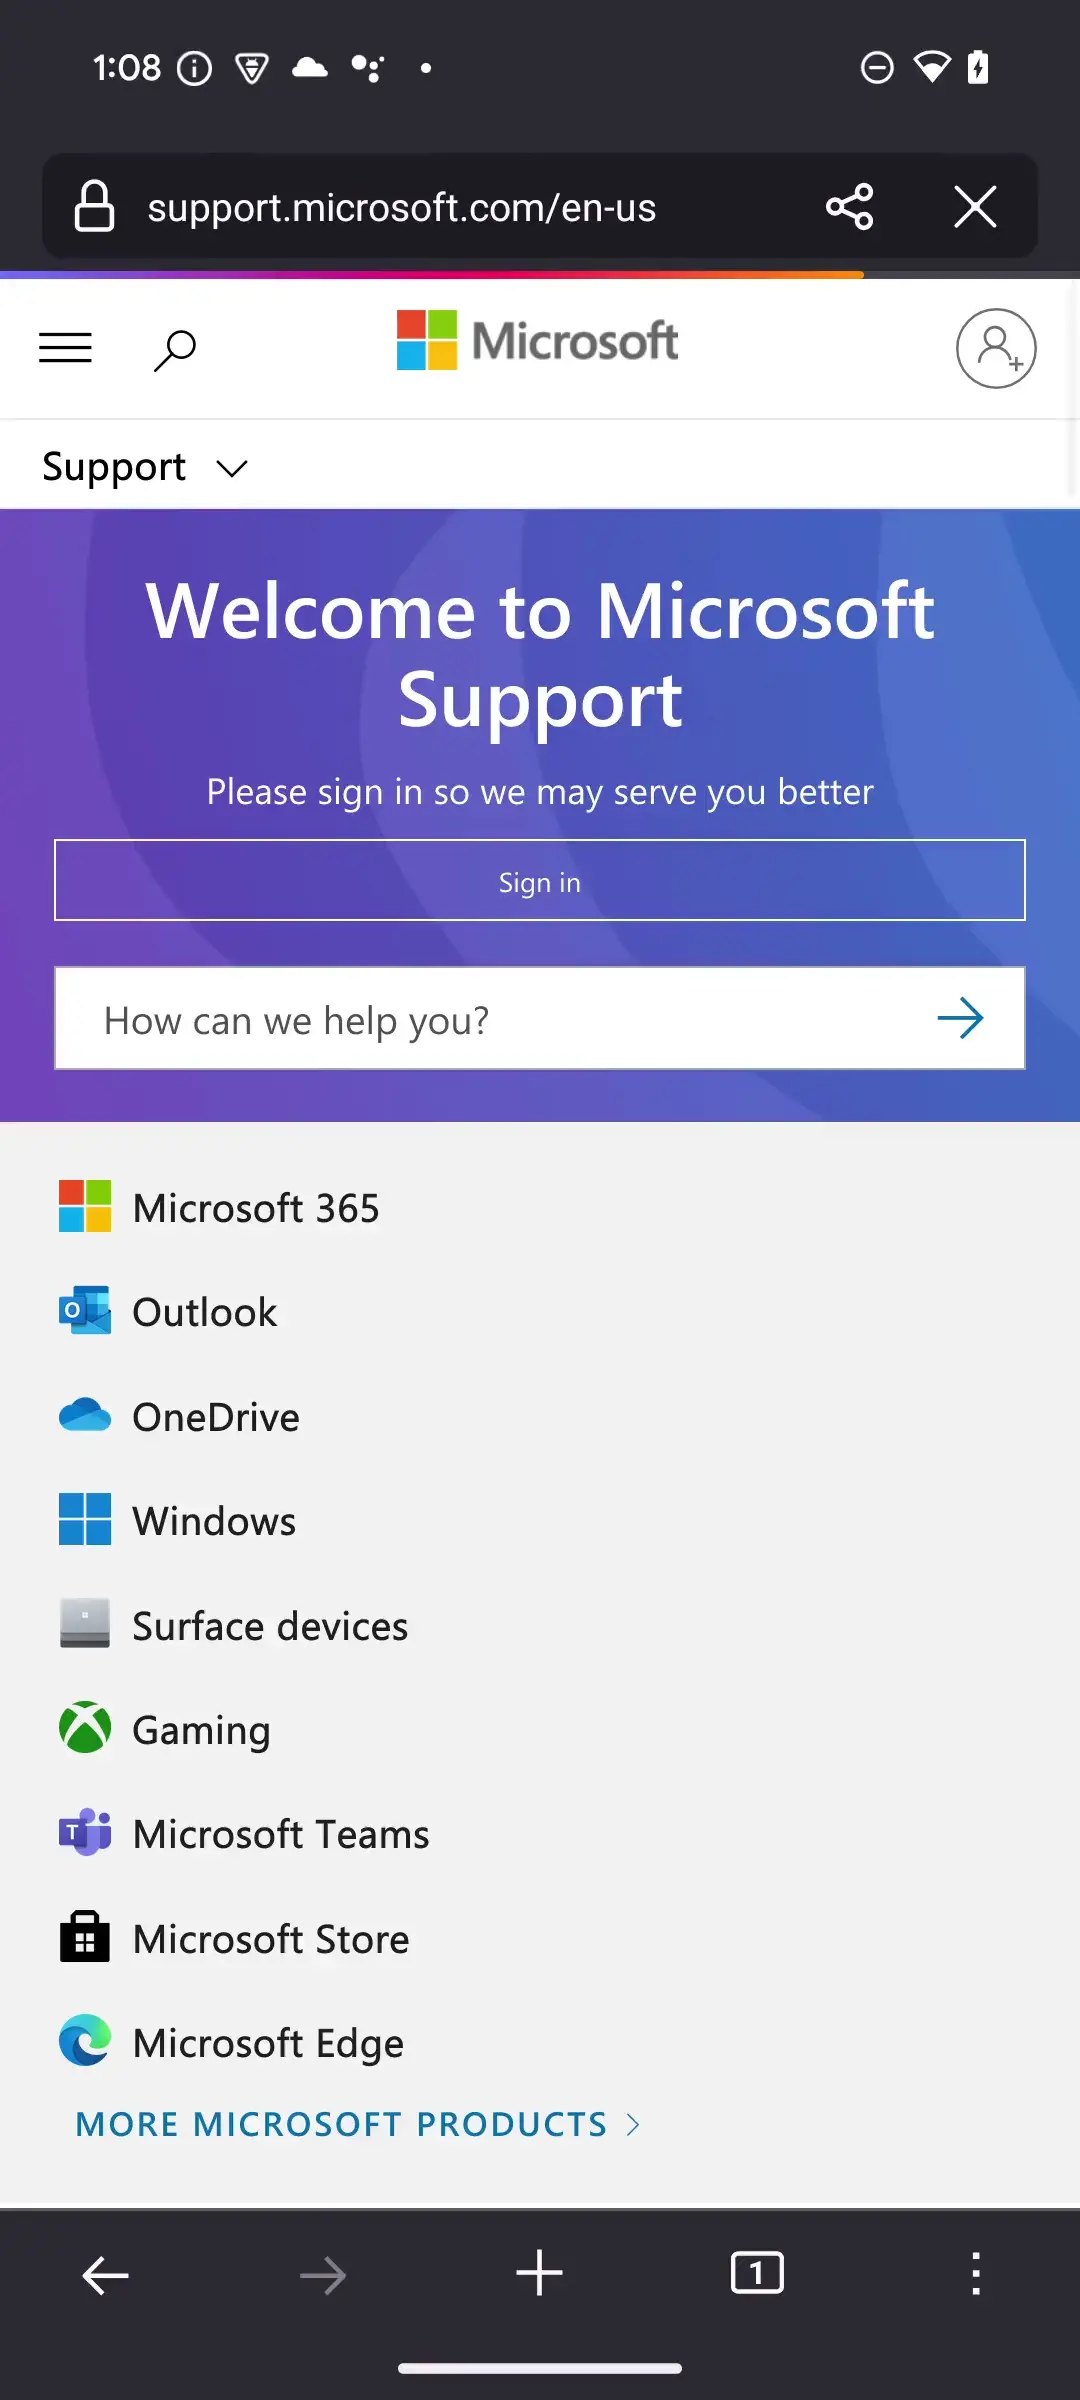 1:08
support.microsoft.com/en-us
Microsoft
Support
Welcome to Microsoft
Support
Please sign in so we may serve you better
Sign in
How can we help you?
Microsoft 365
Outlook
OneDrive
Windows
Surface devices
Gaming
Microsoft Teams
Microsoft Store
Microsoft Edge
MORE MICROSOFT PRODUCTS
1